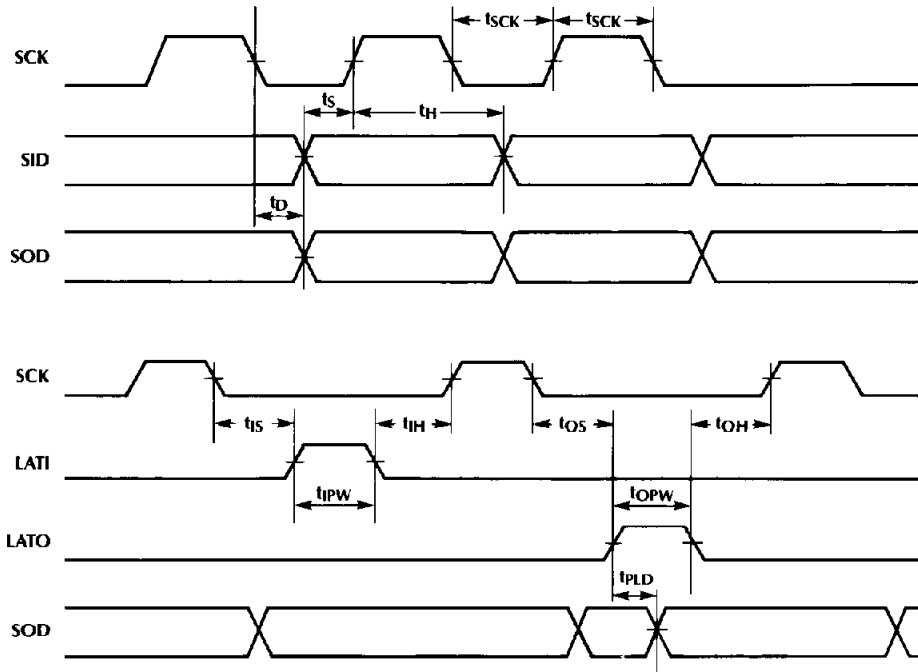 SCK
tSCK
tSCK
tS
tH
SID
tD
SOD
SCK
tIS
tIH
tOS
tOH
LATI
tIPW
tOPW
LATO
tPLD
SOD